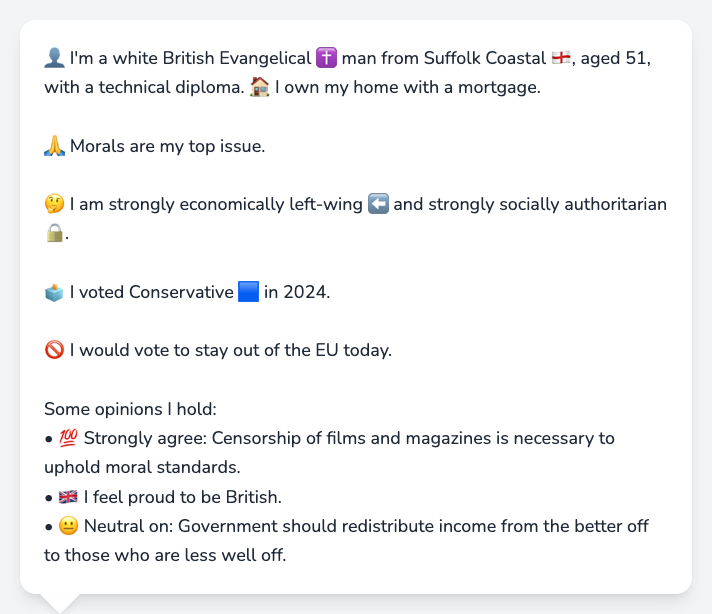 👤 I'm a white British Evangelical ✝️ man from Suffolk Coastal 🏴󠁧󠁢󠁥󠁮󠁧󠁿, aged 51,
with a technical diploma. 🏠 I own my home with a mortgage.
🙏 Morals are my top issue.
🤔 I am strongly economically left-wing ⬅️ and strongly socially authoritarian
🔒.
🗳️ I voted Conservative 🟦 in 2024.
🚫 I would vote to stay out of the EU today.
Some opinions I hold:
• 💯 Strongly agree: Censorship of films and magazines is necessary to
uphold moral standards.
• 🇬🇧 I feel proud to be British.
• 😐 Neutral on: Government should redistribute income from the better off
to those who are less well off.